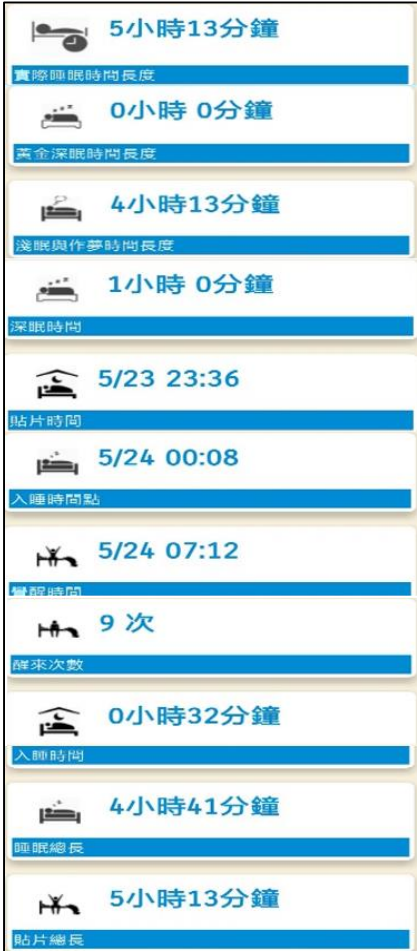 5小時13分鐘
實際睡眠時間長度
0小時 0分鐘
黃金深眠時間長度
4小時13分鐘
淺眠與作夢時間長度
1小時 0分鐘
深眠時間
5/23 23:36
貼片時間
5/24 00:08
入睡時間點
5/24 07:12
覺醒時間
9 次
醒來次數
0小時32分鐘
入睡時間
4小時41分鐘
睡眠總長
5小時13分鐘
貼片總長